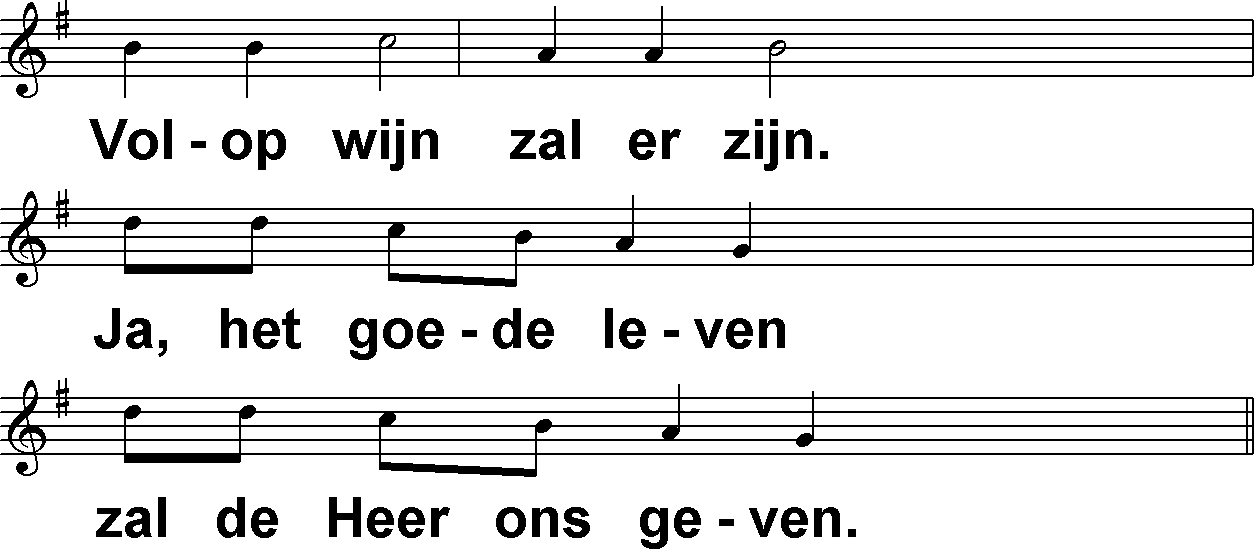 Vol - op wijn zal er zijn.
Ja, het goe - de le - ven
zal de Heer ons ge - ven.